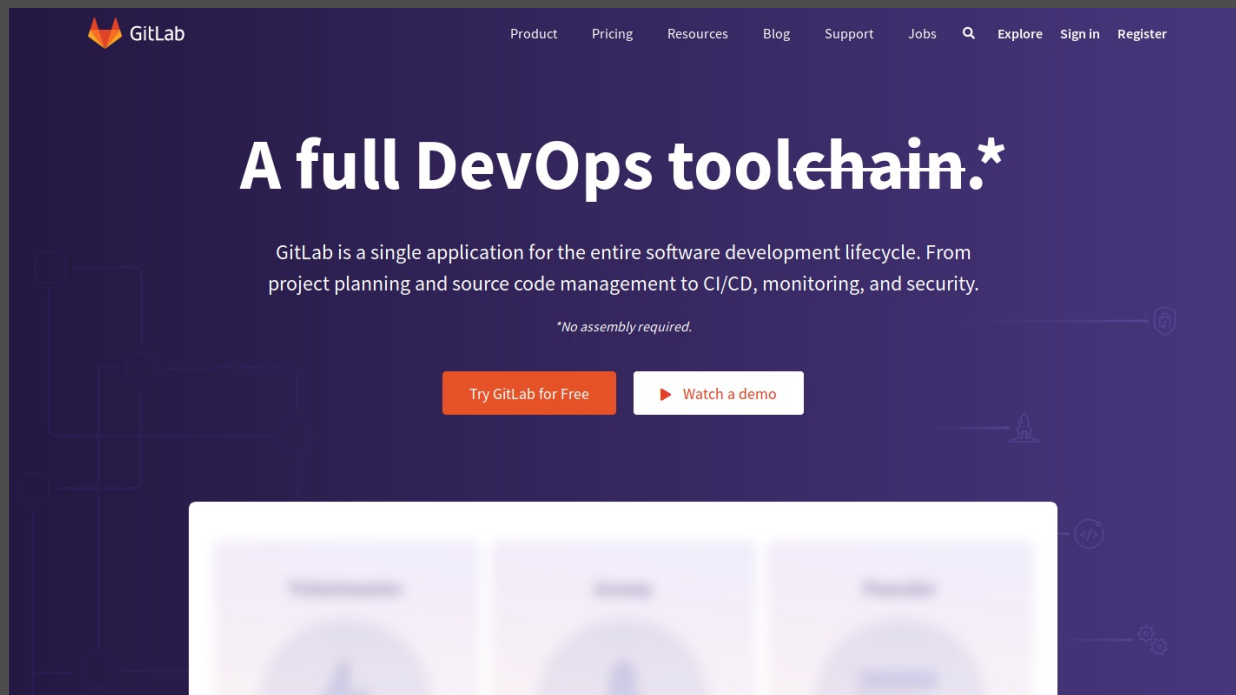 GitLab
Product Pricing Resources Blog Support Jobs Explore Sign in Register
A full DevOps toolchain.*
GitLab is a single application for the entire software development lifecycle. From
project planning and source code management to CI/CD, monitoring, and security.
*No assembly required.
Try GitLab for Free
Watch a demo